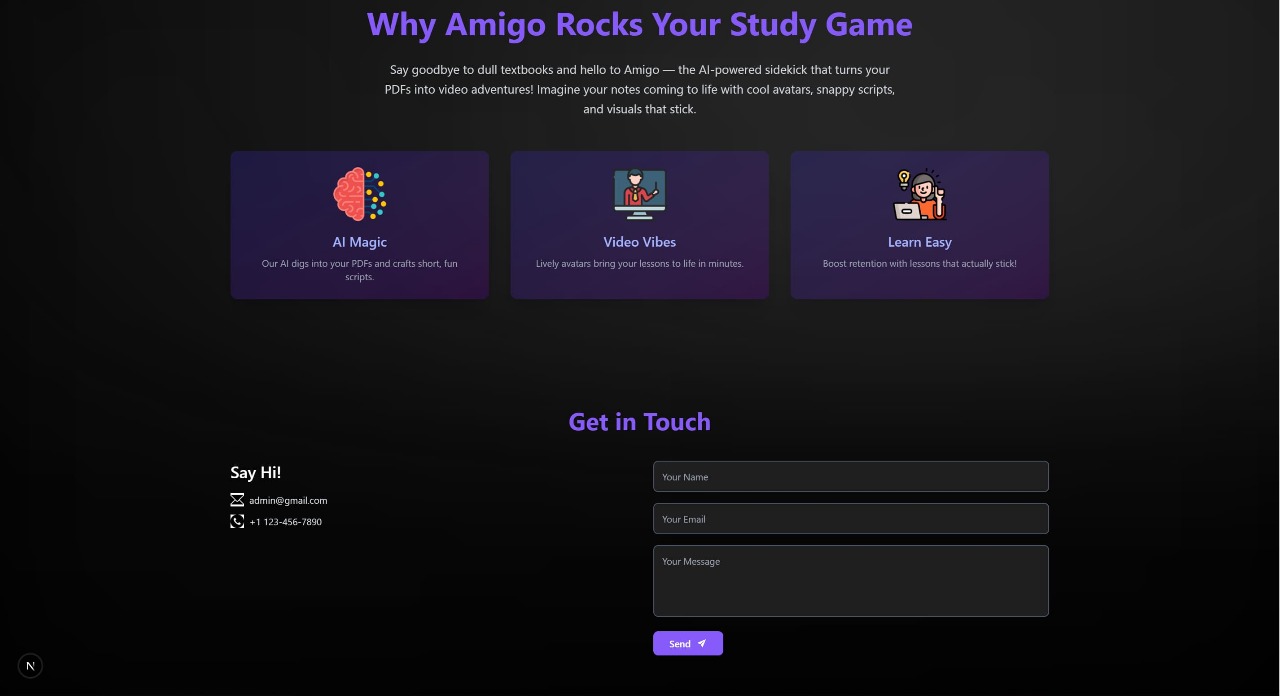 Why Amigo Rocks Your Study Game
Say goodbye to dull textbooks and hello to Amigo — the AI-powered sidekick that turns your
PDFs into video adventures! Imagine your notes coming to life with cool avatars, snappy scripts,
and visuals that stick.
AI Magic
Our AI digs into your PDFs and crafts short, fun
scripts.
Video Vibes
Lively avatars bring your lessons to life in minutes.
Learn Easy
Boost retention with lessons that actually stick!
Get in Touch
Say Hi!
admin@gmail.com
+1 123-456-7890
Your Name
Your Email
Your Message
Send
N